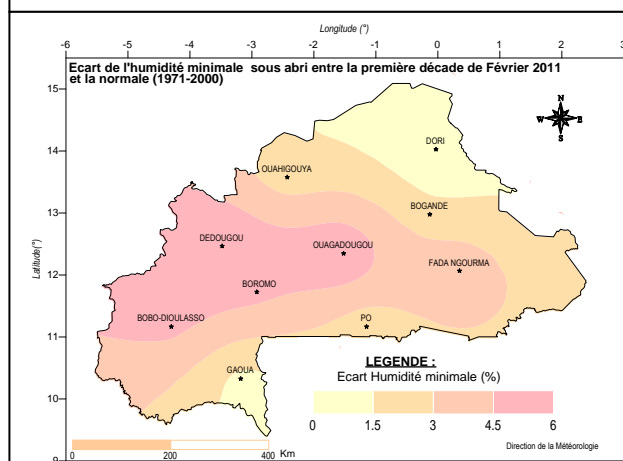 Longitude (°)
-6 -5 -4 -3 -2 -1 0 1 2 3
Ecart de l'humidité minimale sous abri entre la première décade de Février 2011
et la normale (1971-2000)
15
14
13
12
11
10
9
Latitude(°)
N
W E
S
DORI
OUAHIGOUYA
BOGANDE
DEDOUGOU
OUAGADOUGOU
FADA NGOURMA
BOROMO
BOBO-DIOULASSO
PO
GAOUA
LEGENDE :
Ecart Humidité minimale (%)
0 1.5 3 4.5 6
0 200 400 Km
Direction de la Météorologie